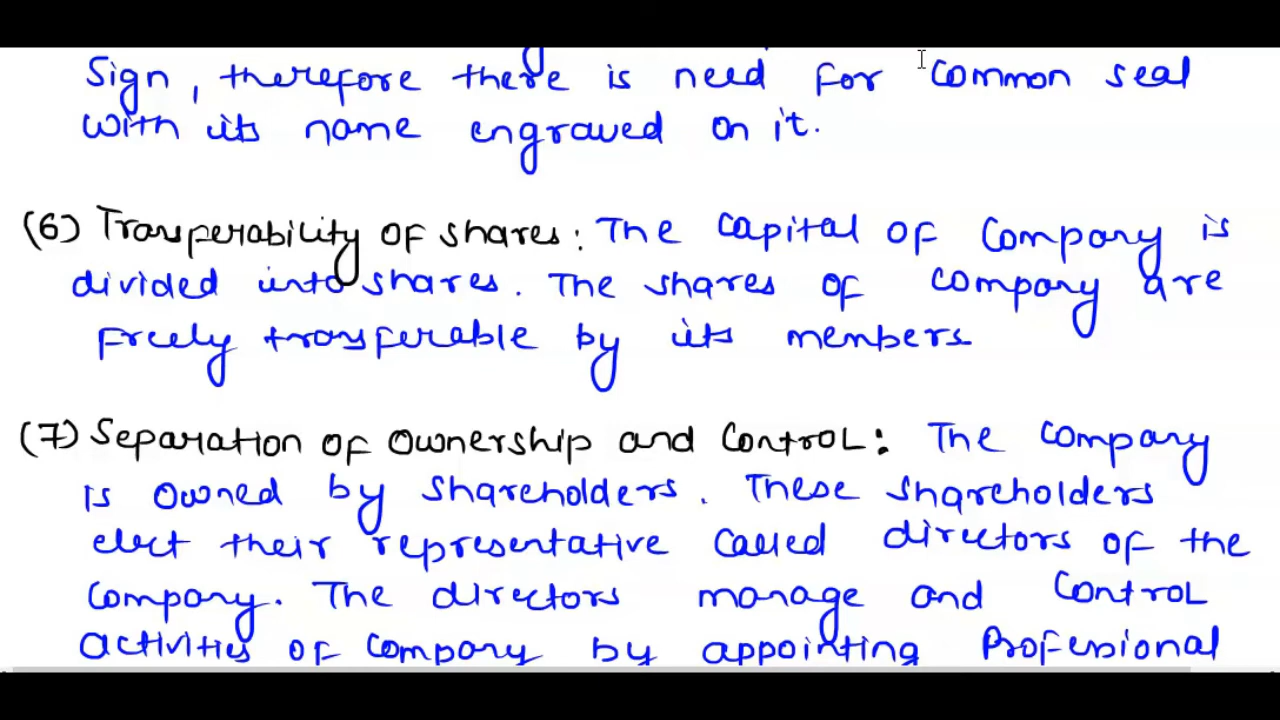 Sign, therefore there is need for common seal
with its name engraved on it.
(6) Transferability of shares: The capital of Company is
divided into shares. The shares of company are
freely transferable by its members
(7) Separation of Ownership and Control: The Company
is owned by shareholders. These shareholders
elect their representative called directors of the
Company. The directors manage and Control
activities of company by appointing Professional